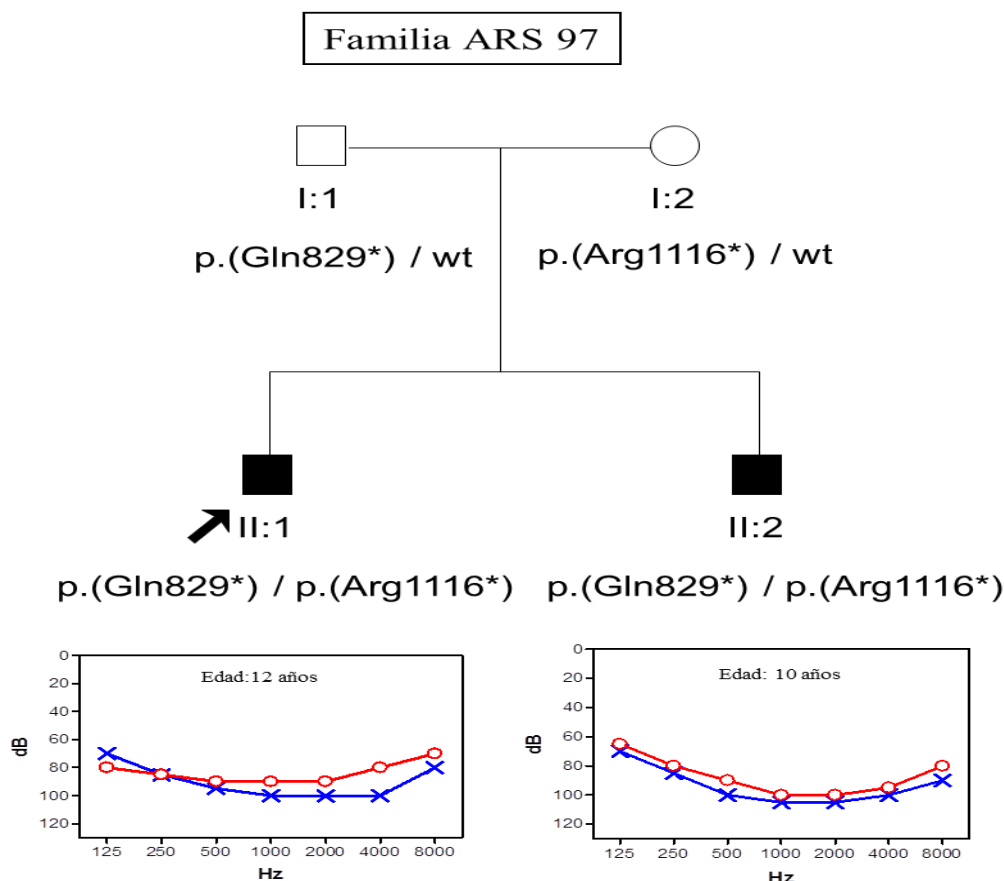 Familia ARS 97
I:1
I:2
p.(Gln829*) / wt
p.(Arg1116*) / wt
II:1
II:2
p.(Gln829*) / p.(Arg1116*)
p.(Gln829*) / p.(Arg1116*)
Edad:12 años
0
20
40
60
80
100
120
dB
125 250 500 1000 2000 4000 8000
Hz
Edad: 10 años
0
20
40
60
80
100
120
dB
125 250 500 1000 2000 4000 8000
Hz